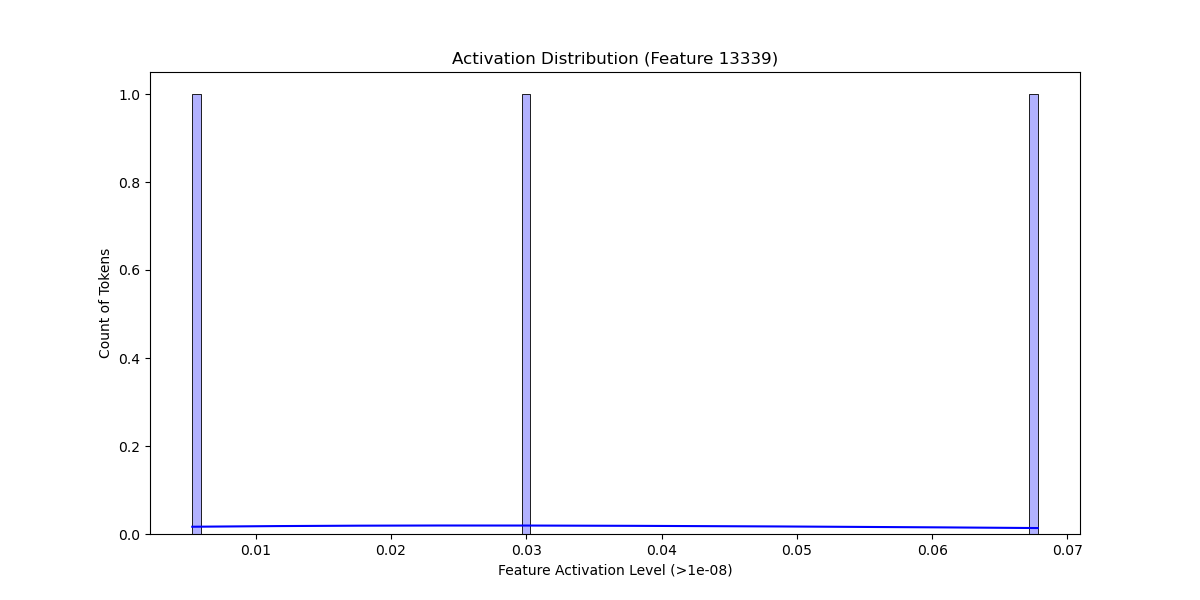 Activation Distribution (Feature 13339)
1.0
0.8
0.6
0.4
0.2
0.0
Count of Tokens
0.01 0.02 0.03 0.04 0.05 0.06 0.07
Feature Activation Level (>1e-08)